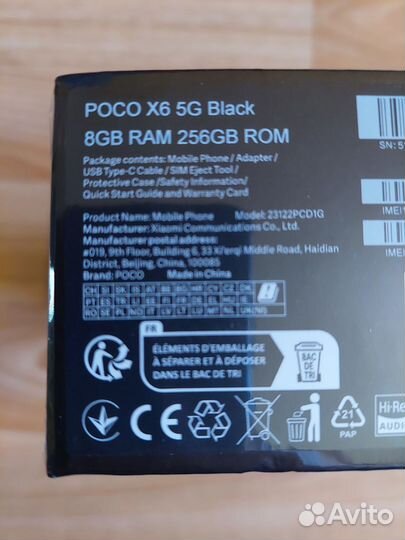 POCO X6 5G Black
8GB RAM 256GB ROM
Package contents: Mobile Phone / Adapter /
USB Type-C Cable / SIM Eject Tool /
Protective Case /Safety Information/
Quick Start Guide and Warranty Card
Product Name: Mobile Phone Model: 23122PCD1G
Manufacturer: Xiaomi Communications Co., Ltd.
Manufacturer Postal Address:
#019, 9th Floor, Building 6, 33 Xi'erqi Middle Road, Haidian
District, Beijing, China, 100085
Brand: POCO Made in China
SN: 5
IMEI
IMEI
FR
ÉLÉMENTS D'EMBALLAGE
À SÉPARER ET À DÉPOSER
DANS LE BAC DE TRI
BAC
DE
TRI
CE
21
PAP
Hi-Re
AUDIO
Avito